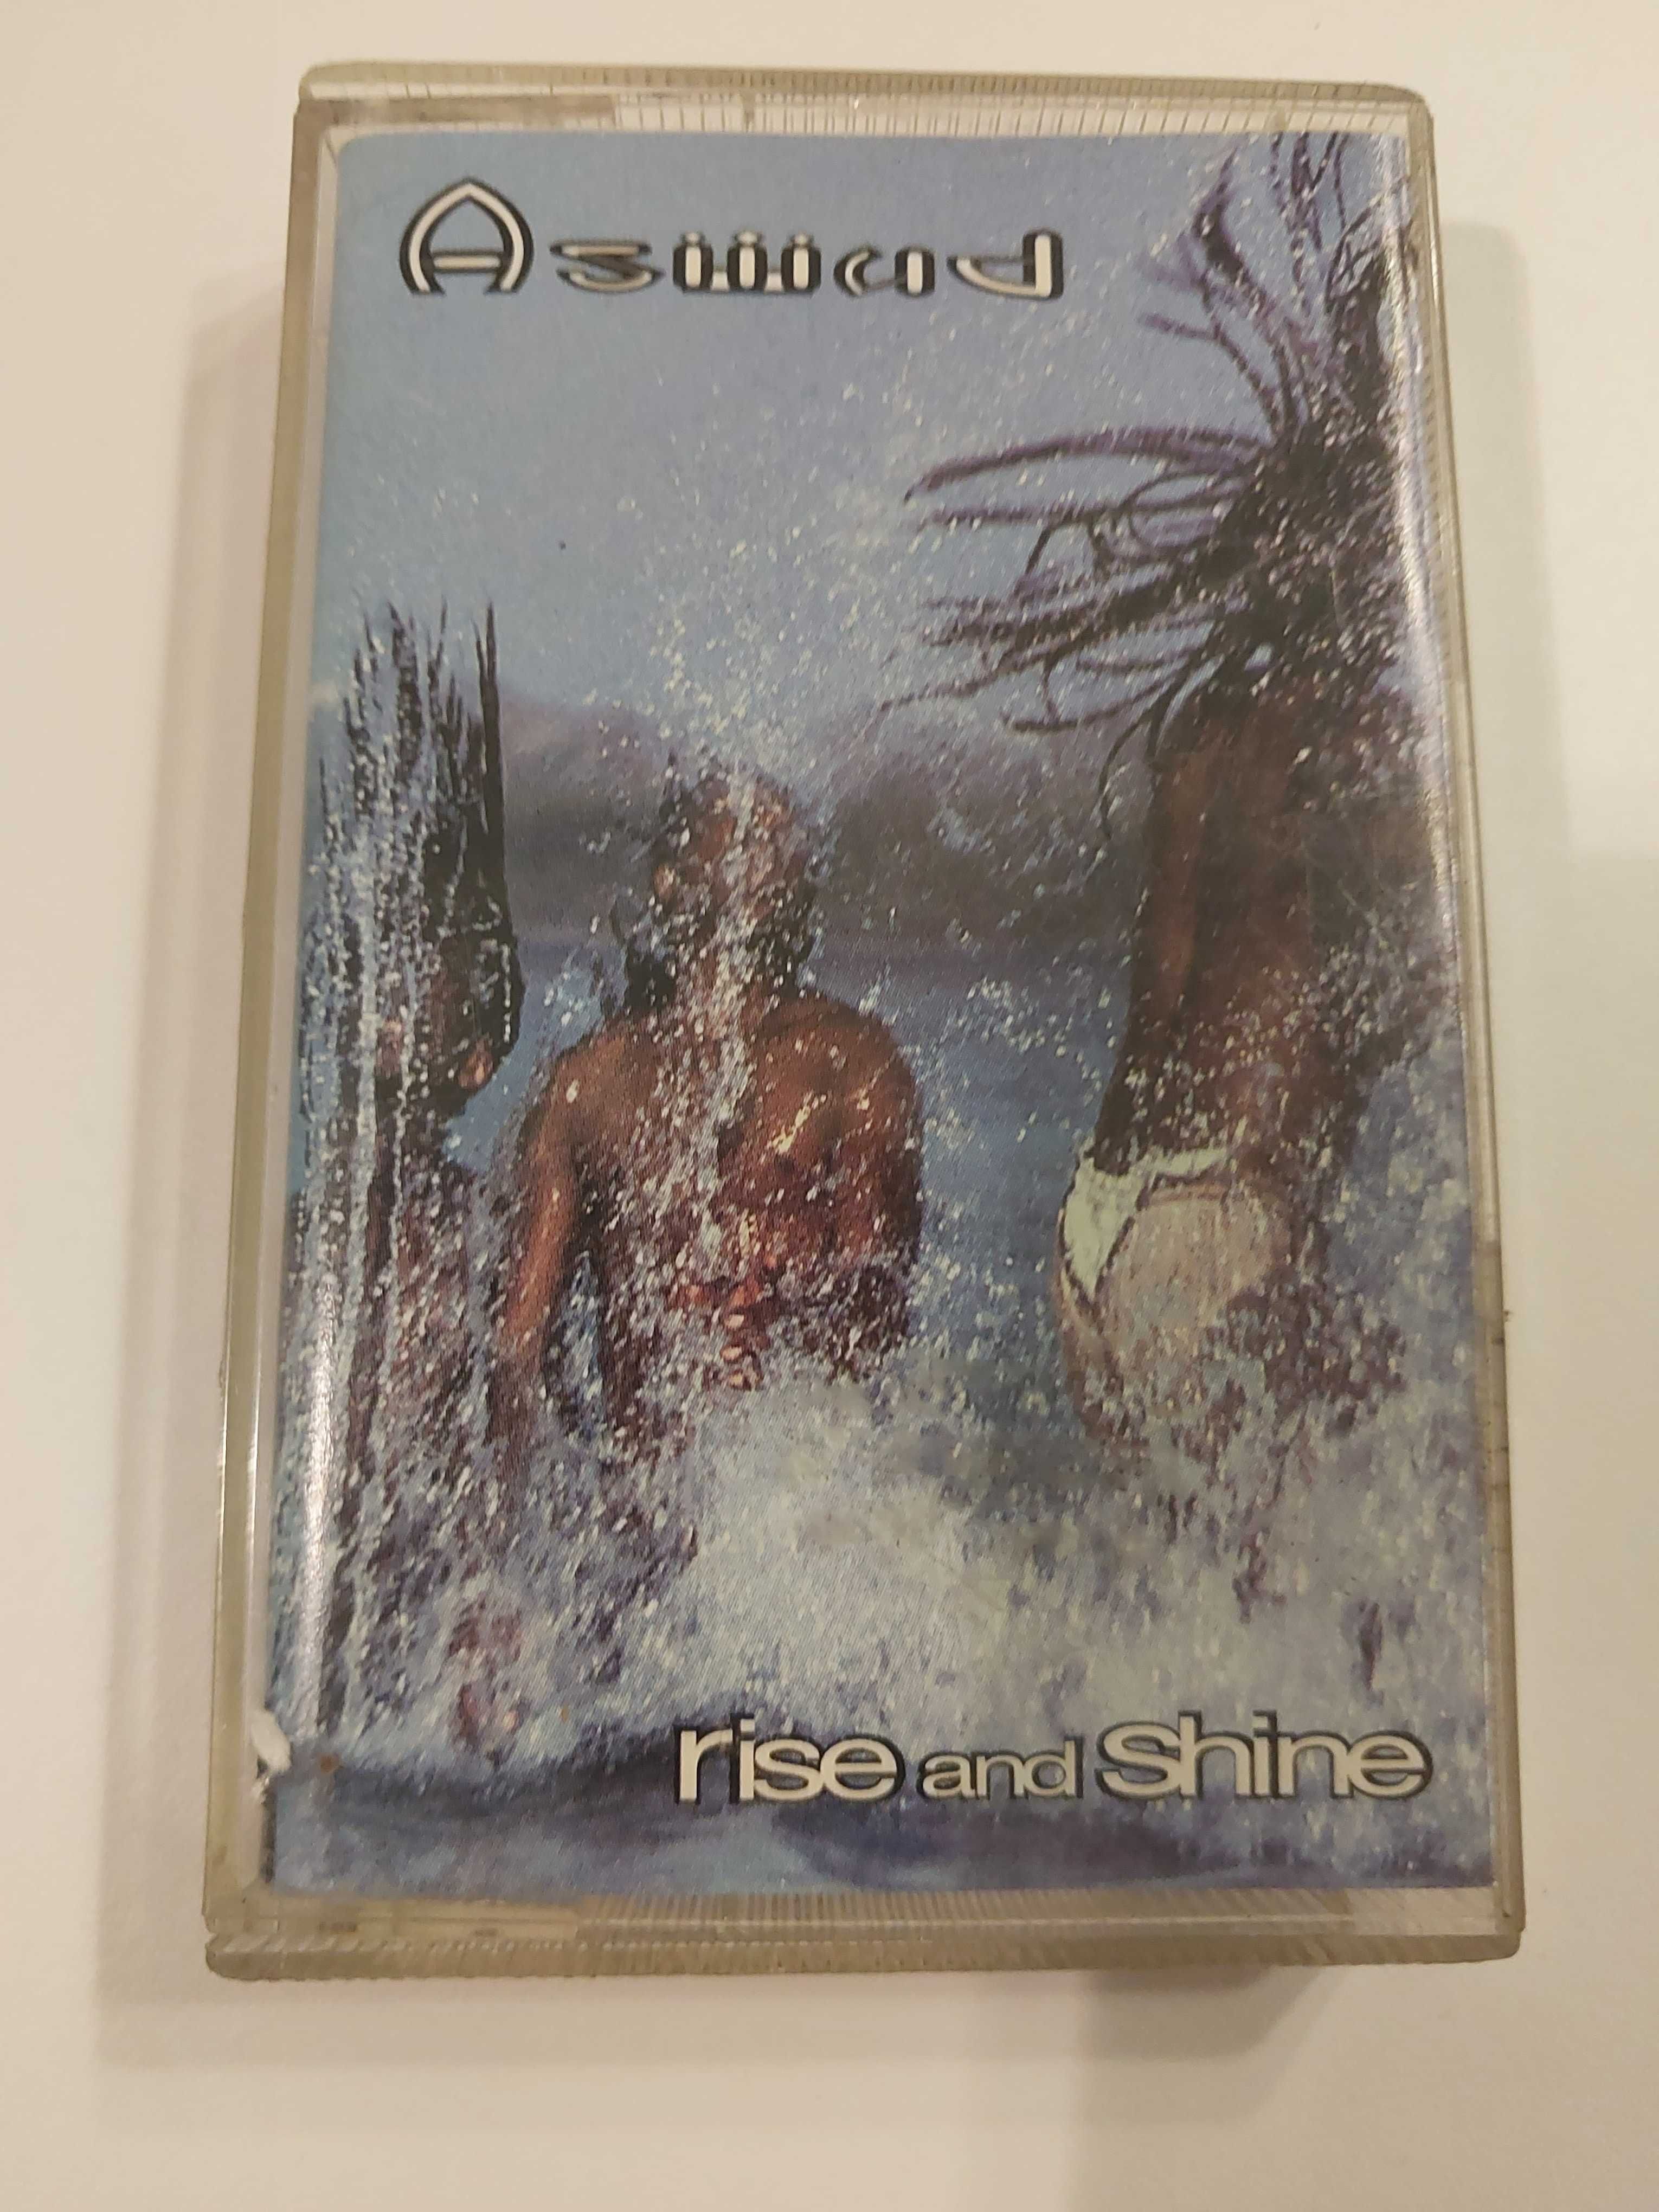 Aswad
rise and shine